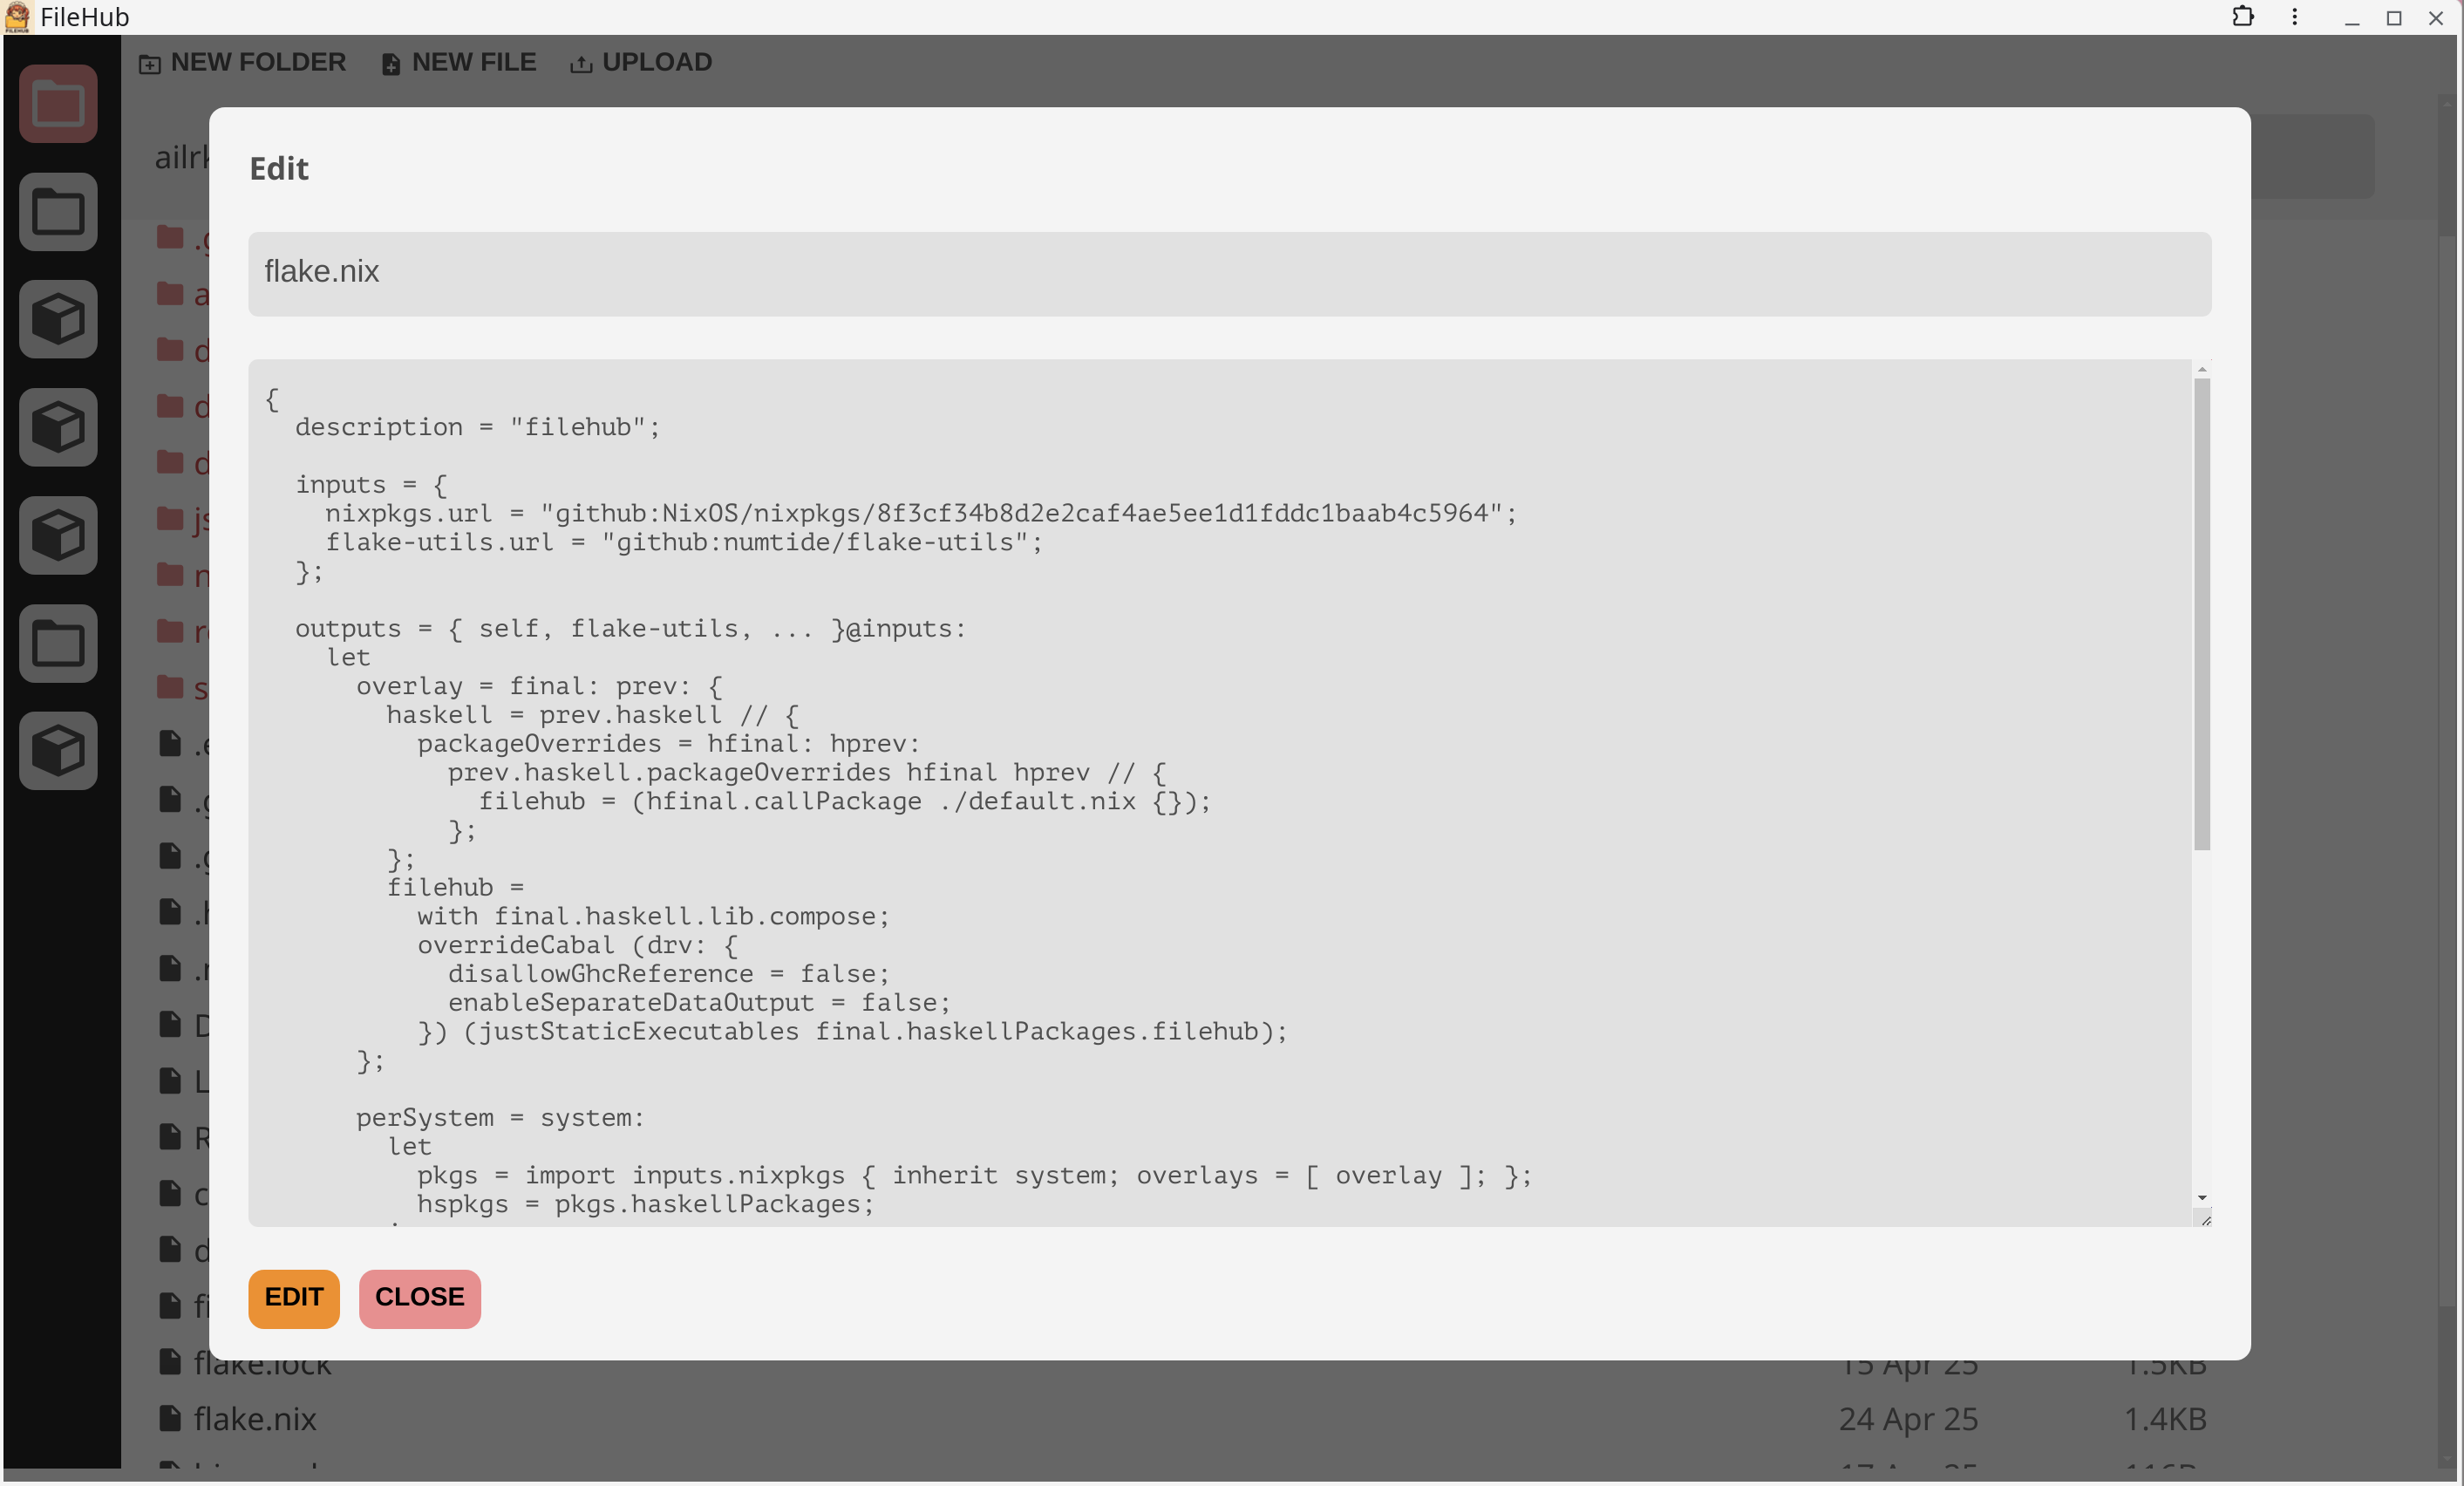 FileHub
NEW FOLDER NEW FILE UPLOAD
Edit
flake.nix
{
  description = "filehub";

  inputs = {
    nixpkgs.url = "github:NixOS/nixpkgs/8f3cf34b8d2e2caf4ae5ee1d1fddc1baab4c5964";
    flake-utils.url = "github:numtide/flake-utils";
  };

  outputs = { self, flake-utils, ... }@inputs:
    let
      overlay = final: prev: {
        haskell = prev.haskell // {
          packageOverrides = hfinal: hprev:
            prev.haskell.packageOverrides hfinal hprev // {
              filehub = (hfinal.callPackage ./default.nix {});
            };
        };
        filehub =
          with final.haskell.lib.compose;
          overrideCabal (drv: {
            disallowGhcReference = false;
            enableSeparateDataOutput = false;
          }) (justStaticExecutables final.haskellPackages.filehub);
      };

      perSystem = system:
        let
          pkgs = import inputs.nixpkgs { inherit system; overlays = [ overlay ]; };
          hspkgs = pkgs.haskellPackages;
EDIT CLOSE
flake.lock 15 Apr 25 1.5KB
flake.nix 24 Apr 25 1.4KB